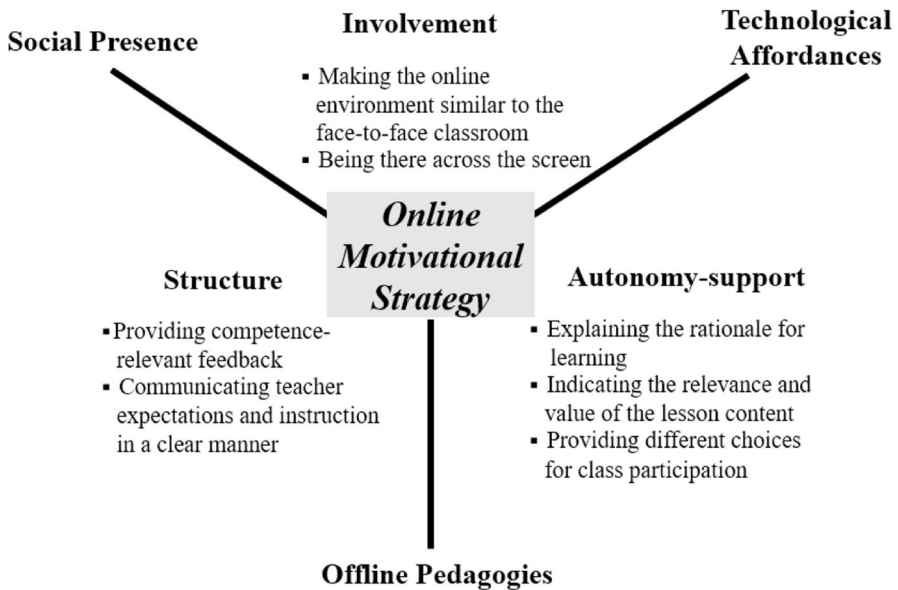 Social Presence
Involvement
Technological
Affordances
▪ Making the online
environment similar to the
face-to-face classroom
▪ Being there across the screen
Online
Motivational
Strategy
Structure
▪Providing competence-
relevant feedback
▪ Communicating teacher
expectations and instruction
in a clear manner
Autonomy-support
▪ Explaining the rationale for
learning
▪ Indicating the relevance and
value of the lesson content
▪ Providing different choices
for class participation
Offline Pedagogies